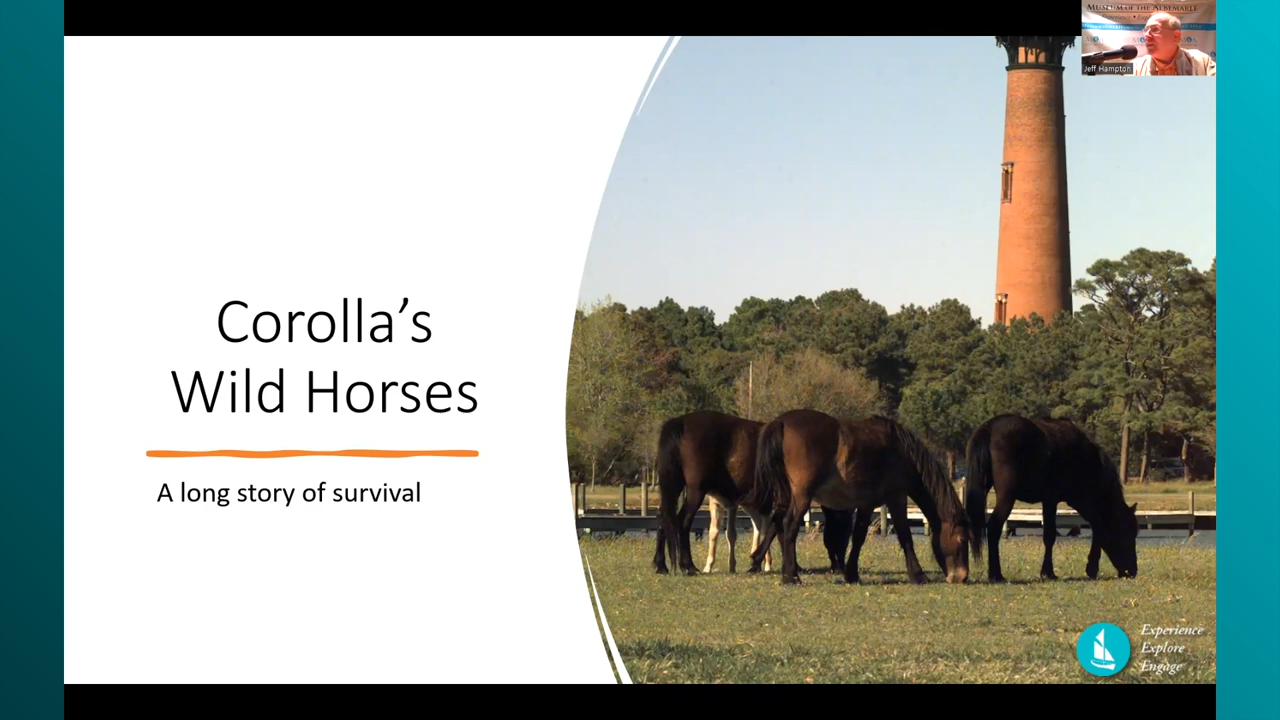 MUSEUM OF THE ALBEMARLE
Jeff Hampton
Corolla’s
Wild Horses
A long story of survival
Experience
Explore
Engage